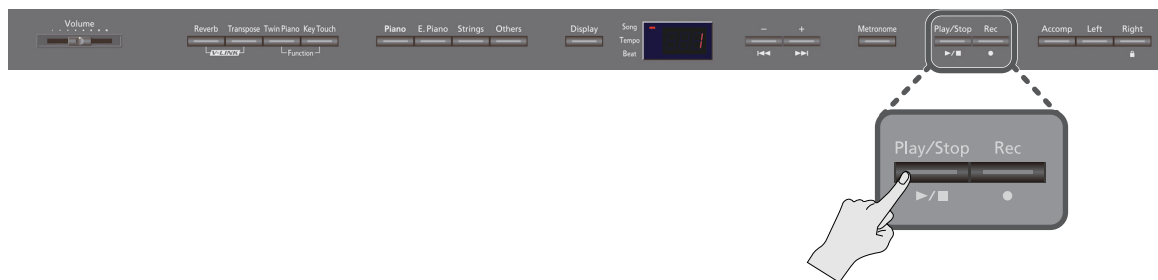 Volume
Reverb Transpose Twin Piano Key Touch
V-LINK
Function
Piano E. Piano Strings Others
Display
Song
Tempo
Beat
1
− +
Metronome
Play/Stop Rec
Accomp Left Right
Play/Stop Rec